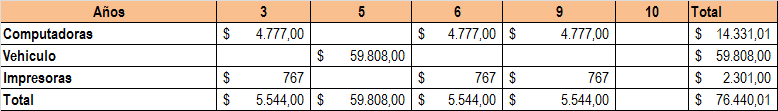 Años 3 5 6 9 10 Total
Computadoras $ 4.777,00 $ 4.777,00 $ 4.777,00 $ 14.331,01
Vehiculo $ 59.808,00 $ 59.808,00
Impresoras $ 767 $ 767 $ 767 $ 2.301,00
Total $ 5.544,00 $ 59.808,00 $ 5.544,00 $ 5.544,00 $ 76.440,01